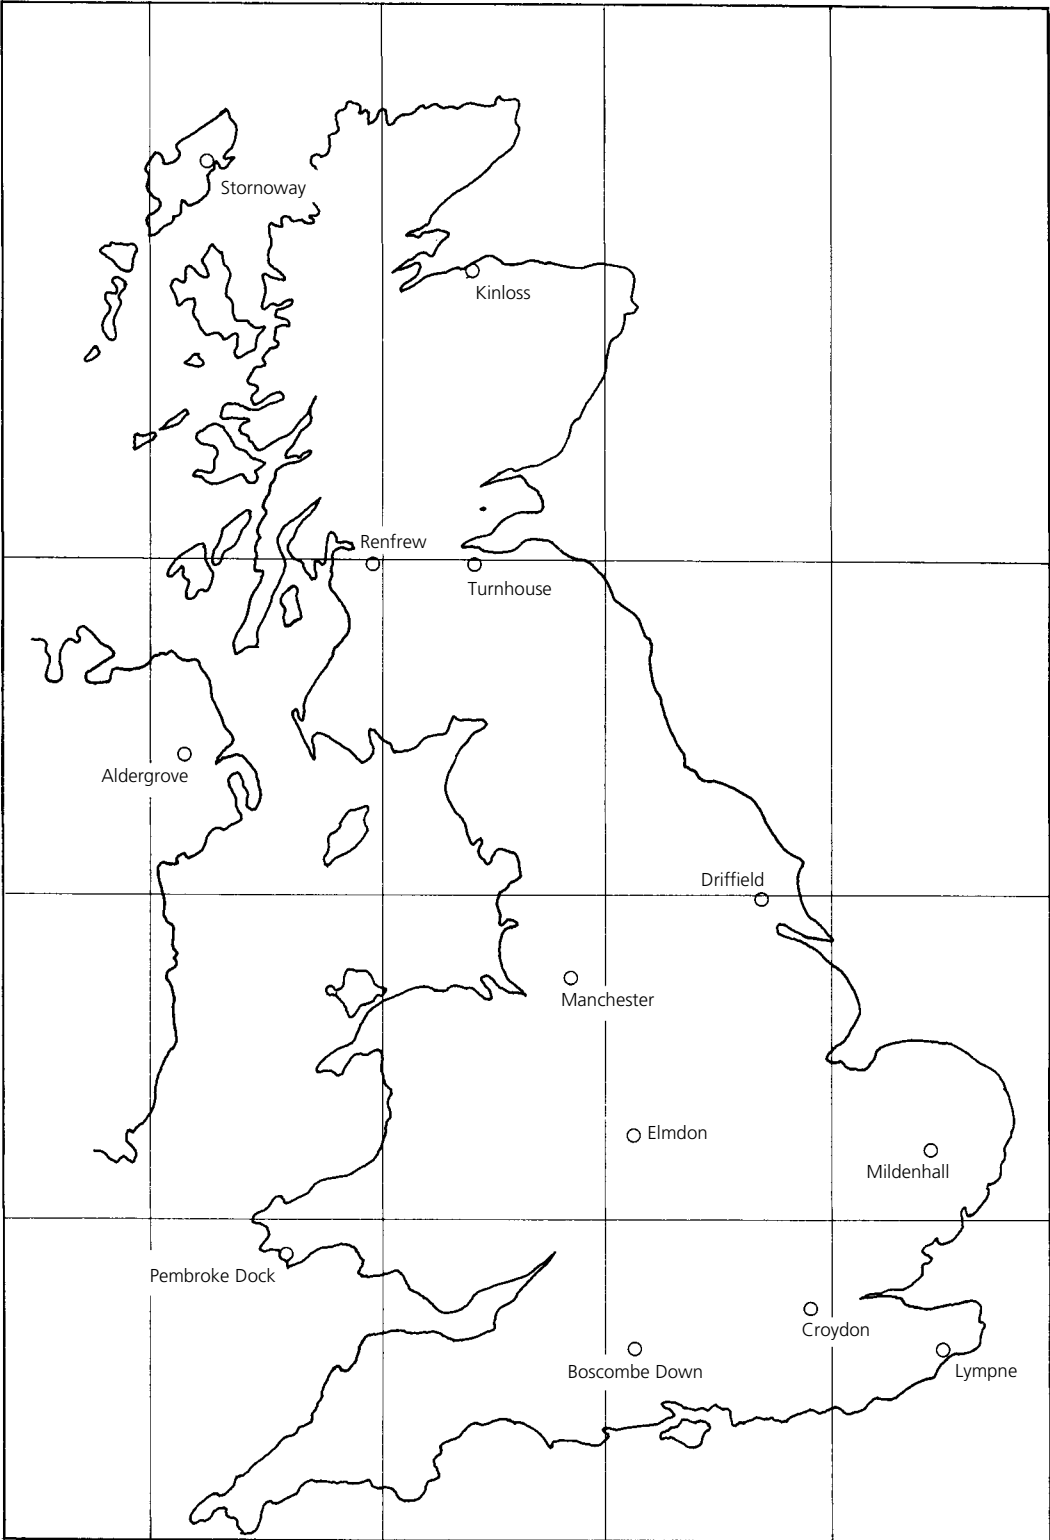 Stornoway
Kinloss
Renfrew
Turnhouse
Aldergrove
Driffield
Manchester
Elmdon
Mildenhall
Pembroke Dock
Croydon
Boscombe Down
Lympne